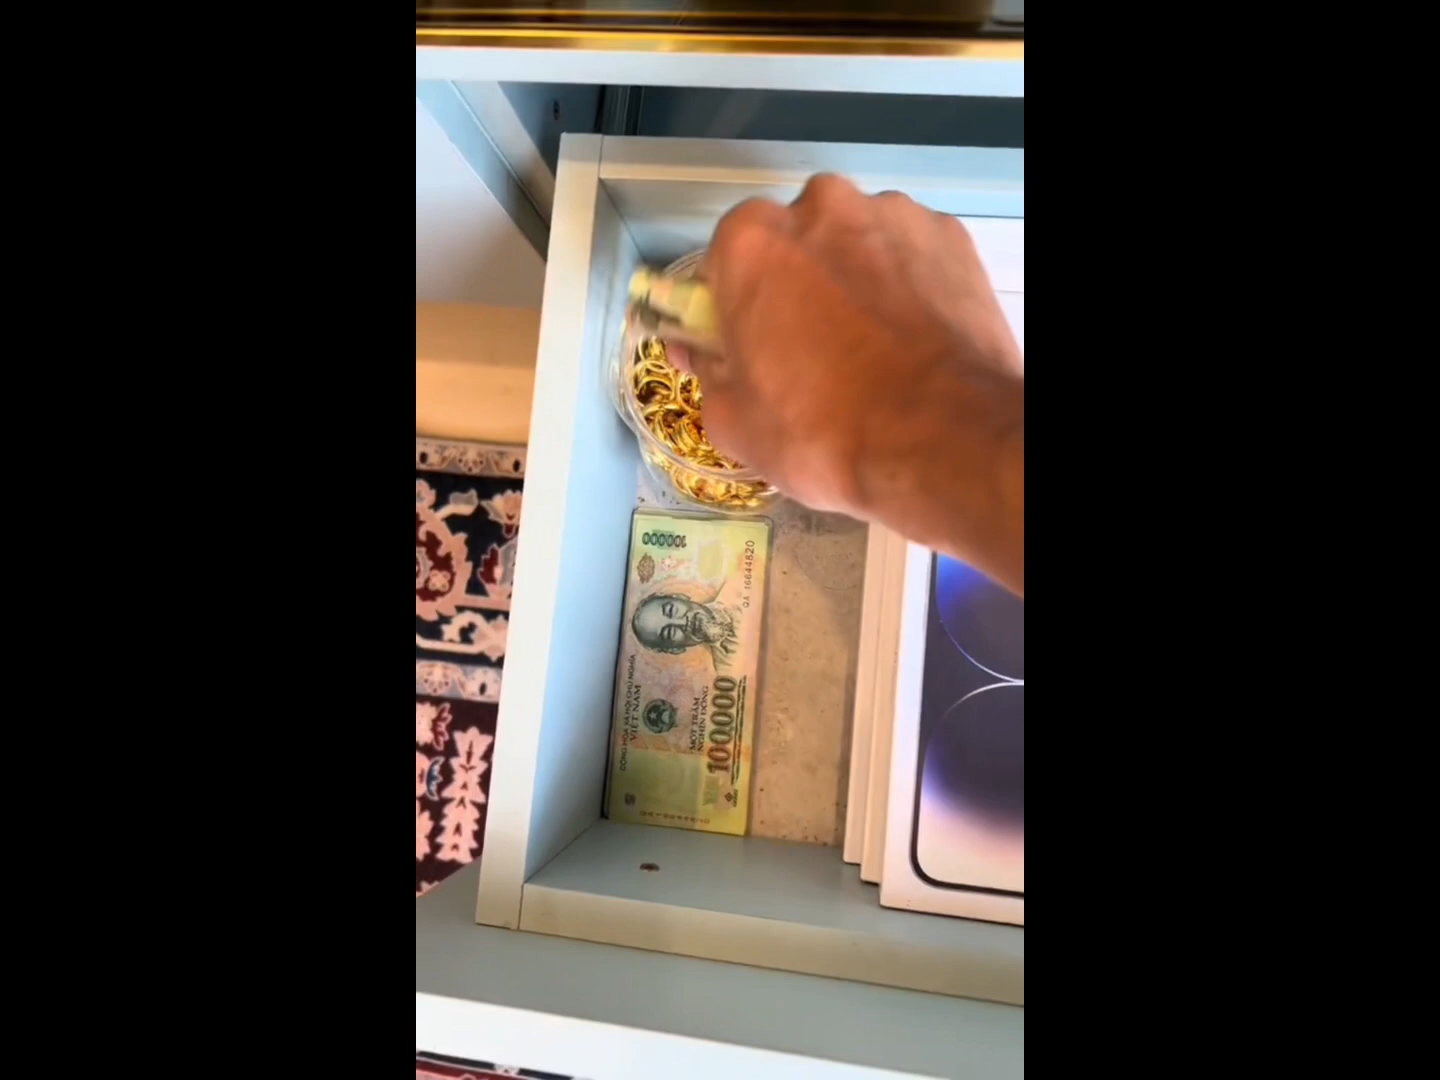 100000
QA 16644820
CỘNG HÒA XÃ HỘI CHỦ NGHĨA
VIỆT NAM
MỘT TRĂM
NGHÌN ĐỒNG
100000